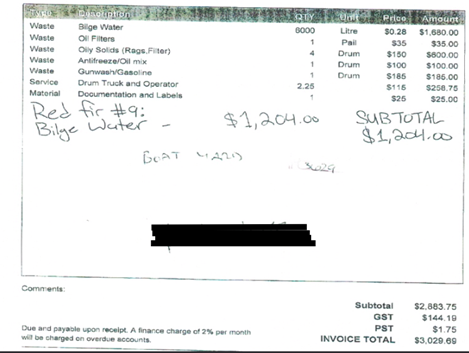 Description QTY Unit Price Amount
Waste Bilge Water 6000 Litre $0.28 $1,680.00
Waste Oil Filters 1 Pail $35 $35.00
Waste Oily Solids (Rags,Filter) 4 Drum $150 $600.00
Waste Antifreeze/Oil mix 1 Drum $100 $100.00
Waste Gunwash/Gasoline 1 Drum $185 $185.00
Service Drum Truck and Operator 2.25 $115 $258.75
Material Documentation and Labels 1 $25 $25.00
Red fir #9: SUBTOTAL
Bilge Water - $1,204.00 $1,204.00
BOAT YARD
Comments:
Subtotal $2,883.75
GST $144.19
Due and payable upon receipt. A finance charge of 2% per month PST $1.75
will be charged on overdue accounts. INVOICE TOTAL $3,029.69